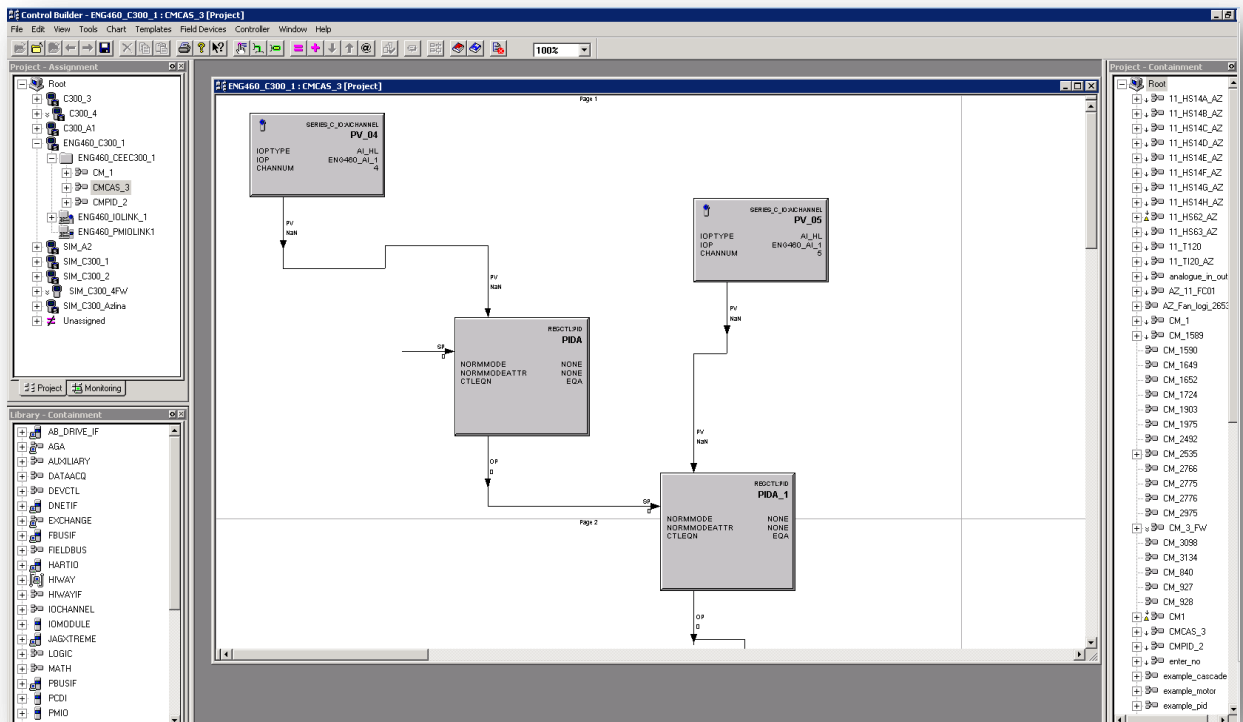 Control Builder - ENG460_C300_1 : CMCAS_3 [Project]
File Edit View Tools Chart Templates Field Devices Controller Window Help
100%
Project - Assignment
Root
C300_3
C300_4
C300_A1
ENG460_C300_1
ENG460_CEEC300_1
CM_1
CMCAS_3
CMPID_2
ENG460_IOLINK_1
ENG460_PMIOLINK1
SIM_A2
SIM_C300_1
SIM_C300_2
SIM_C300_4FW
SIM_C300_Azlina
Unassigned
Project Monitoring
Library - Containment
AB_DRIVE_IF
AGA
AUXILIARY
DATAACQ
DEVCTL
DNETIF
EXCHANGE
FBUSIF
FIELDBUS
HARTIO
HIWAY
HIWAYIF
IOCHANNEL
IOMODULE
JAGXTREME
LOGIC
MATH
PBUSIF
PCDI
PMIO
ENG460_C300_1 : CMCAS_3 [Project]
Page 1
SERIES_C_IO:AICHANNEL
PV_04
IOPTYPE AI_HL
IOP ENG460_AI_1
CHANNUM 4
PV
NaN
PV
NaN
SERIES_C_IO:AICHANNEL
PV_05
IOPTYPE AI_HL
IOP ENG460_AI_1
CHANNUM 5
PV
NaN
REGCTL:PID
PIDA
SP
0
NORMMODE NONE
NORMMODEATTR NONE
CTLEQN EQA
OP
0
PV
NaN
REGCTL:PID
PIDA_1
SP
0
NORMMODE NONE
NORMMODEATTR NONE
CTLEQN EQA
Page 2
OP
0
Project - Containment
Root
11_HS14A_AZ
11_HS14B_AZ
11_HS14C_AZ
11_HS14D_AZ
11_HS14E_AZ
11_HS14F_AZ
11_HS14G_AZ
11_HS14H_AZ
11_HS62_AZ
11_HS63_AZ
11_T120
11_TI20_AZ
analogue_in_out
AZ_11_FC01
AZ_Fan_logi_2653
CM_1
CM_1589
CM_1590
CM_1649
CM_1652
CM_1724
CM_1903
CM_1975
CM_2492
CM_2535
CM_2766
CM_2775
CM_2776
CM_2975
CM_3_FW
CM_3098
CM_3134
CM_840
CM_927
CM_928
CM1
CMCAS_3
CMPID_2
enter_no
example_cascade
example_motor
example_pid